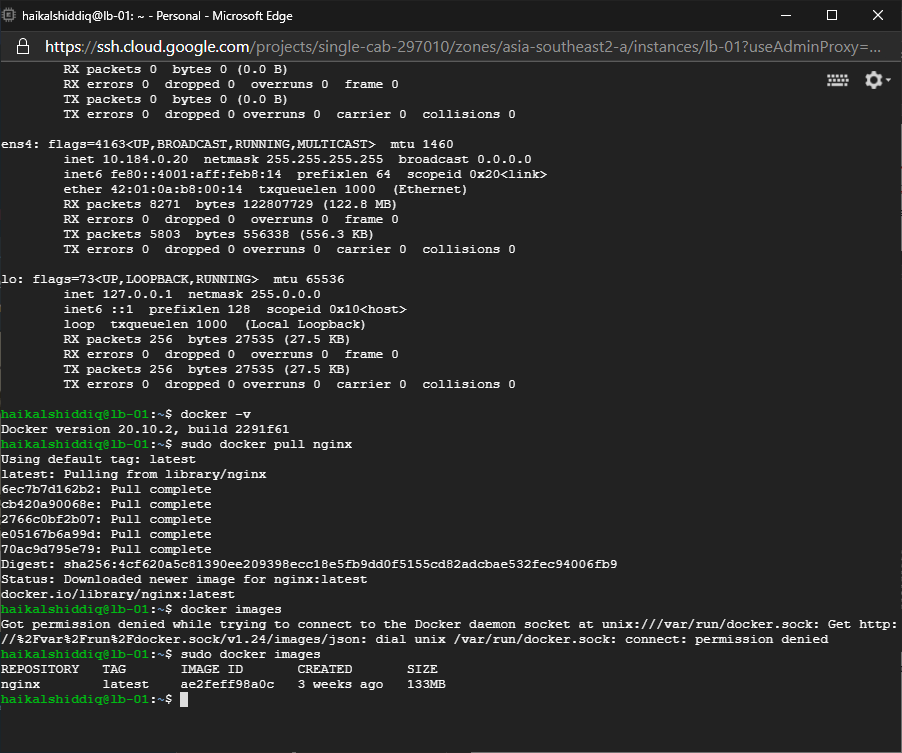 haikalshiddiq@lb-01: ~ - Personal - Microsoft Edge
https://ssh.cloud.google.com/projects/single-cab-297010/zones/asia-southeast2-a/instances/lb-01?useAdminProxy=...
RX packets 0  bytes 0 (0.0 B)
RX errors 0  dropped 0  overruns 0  frame 0
TX packets 0  bytes 0 (0.0 B)
TX errors 0  dropped 0 overruns 0  carrier 0  collisions 0
ens4: flags=4163<UP,BROADCAST,RUNNING,MULTICAST>  mtu 1460
inet 10.184.0.20  netmask 255.255.255.255  broadcast 0.0.0.0
inet6 fe80::4001:aff:feb8:14  prefixlen 64  scopeid 0x20<link>
ether 42:01:0a:b8:00:14  txqueuelen 1000  (Ethernet)
RX packets 8271  bytes 122807729 (122.8 MB)
RX errors 0  dropped 0  overruns 0  frame 0
TX packets 5803  bytes 556338 (556.3 KB)
TX errors 0  dropped 0 overruns 0  carrier 0  collisions 0
lo: flags=73<UP,LOOPBACK,RUNNING>  mtu 65536
inet 127.0.0.1  netmask 255.0.0.0
inet6 ::1  prefixlen 128  scopeid 0x10<host>
loop  txqueuelen 1000  (Local Loopback)
RX packets 256  bytes 27535 (27.5 KB)
RX errors 0  dropped 0  overruns 0  frame 0
TX packets 256  bytes 27535 (27.5 KB)
TX errors 0  dropped 0 overruns 0  carrier 0  collisions 0
haikalshiddiq@lb-01:~$ docker -v
Docker version 20.10.2, build 2291f61
haikalshiddiq@lb-01:~$ sudo docker pull nginx
Using default tag: latest
latest: Pulling from library/nginx
6ec7b7d162b2: Pull complete
cb420a90068e: Pull complete
2766c0bf2b07: Pull complete
e05167b6a99d: Pull complete
70ac9d795e79: Pull complete
Digest: sha256:4cf620a5c81390ee209398ecc18e5fb9dd0f5155cd82adcbae532fec94006fb9
Status: Downloaded newer image for nginx:latest
docker.io/library/nginx:latest
haikalshiddiq@lb-01:~$ docker images
Got permission denied while trying to connect to the Docker daemon socket at unix:///var/run/docker.sock: Get http:
//%2Fvar%2Frun%2Fdocker.sock/v1.24/images/json: dial unix /var/run/docker.sock: connect: permission denied
haikalshiddiq@lb-01:~$ sudo docker images
REPOSITORY   TAG       IMAGE ID       CREATED       SIZE
nginx        latest    ae2feff98a0c   3 weeks ago   133MB
haikalshiddiq@lb-01:~$